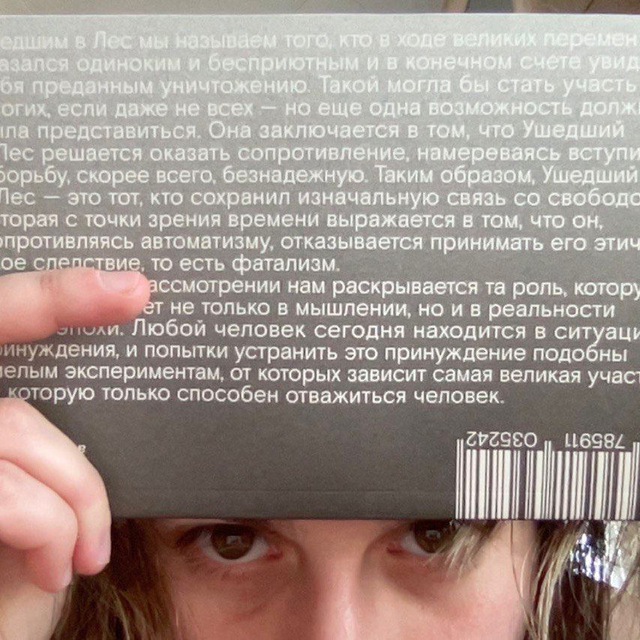 едшим в Лес мы называем того, кто в ходе великих перемен
азался одиноким и бесприютным и в конечном счете увид
бя преданным уничтожению. Такой могла бы стать участь
огих, если даже не всех — но еще одна возможность долж
ыла представиться. Она заключается в том, что Ушедший
Лес решается оказать сопротивление, намереваясь вступи
борьбу, скорее всего, безнадежную. Таким образом, Ушедший
Лес — это тот, кто сохранил изначальную связь со свободо
торая с точки зрения времени выражается в том, что он,
опротивляясь автоматизму, отказывается принимать его этич
ое следствие, то есть фатализм.
ассмотрении нам раскрывается та роль, котору
ет не только в мышлении, но и в реальности
эпохи. Любой человек сегодня находится в ситуаци
ринуждения, и попытки устранить это принуждение подобны
мелым экспериментам, от которых зависит самая великая участ
которую только способен отважиться человек.
785911 035242